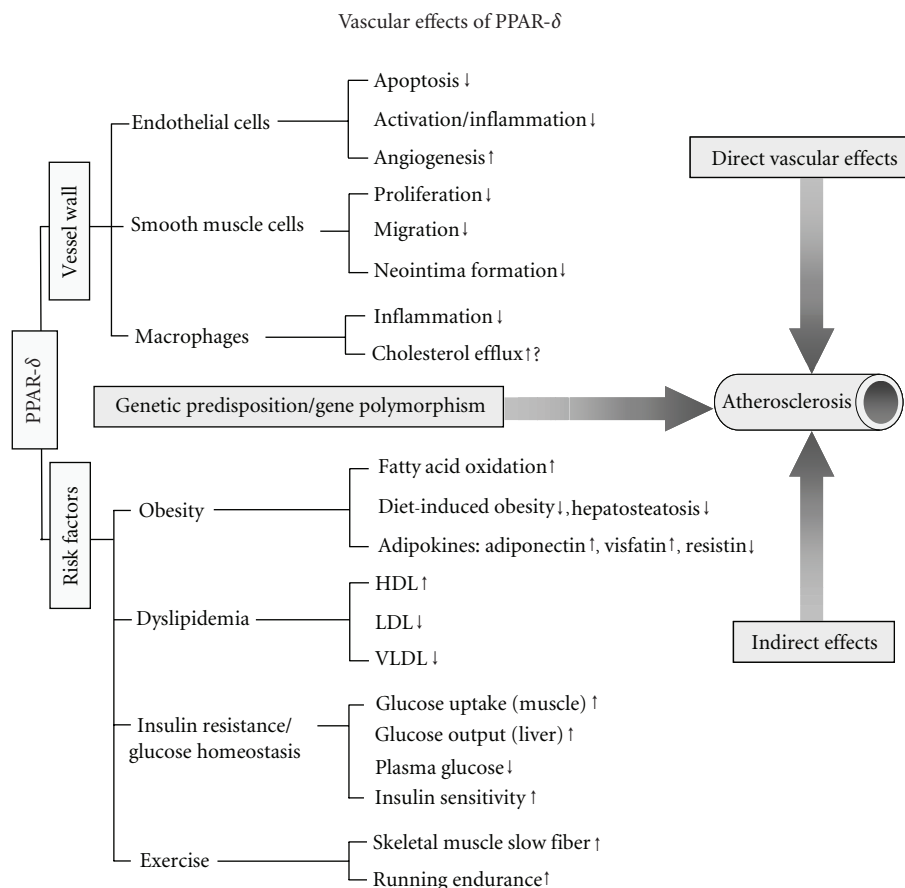 Vascular effects of PPAR-δ
PPAR-δ
Vessel wall
Endothelial cells
Apoptosis↓
Activation/inflammation↓
Angiogenesis↑
Smooth muscle cells
Proliferation↓
Migration↓
Neointima formation↓
Macrophages
Inflammation↓
Cholesterol efflux↑?
Genetic predisposition/gene polymorphism
Risk factors
Obesity
Fatty acid oxidation↑
Diet-induced obesity↓, hepatosteatosis↓
Adipokines: adiponectin↑, visfatin↑, resistin↓
Dyslipidemia
HDL↑
LDL↓
VLDL↓
Insulin resistance/
glucose homeostasis
Glucose uptake (muscle)↑
Glucose output (liver)↑
Plasma glucose↓
Insulin sensitivity↑
Exercise
Skeletal muscle slow fiber↑
Running endurance↑
Direct vascular effects
Atherosclerosis
Indirect effects